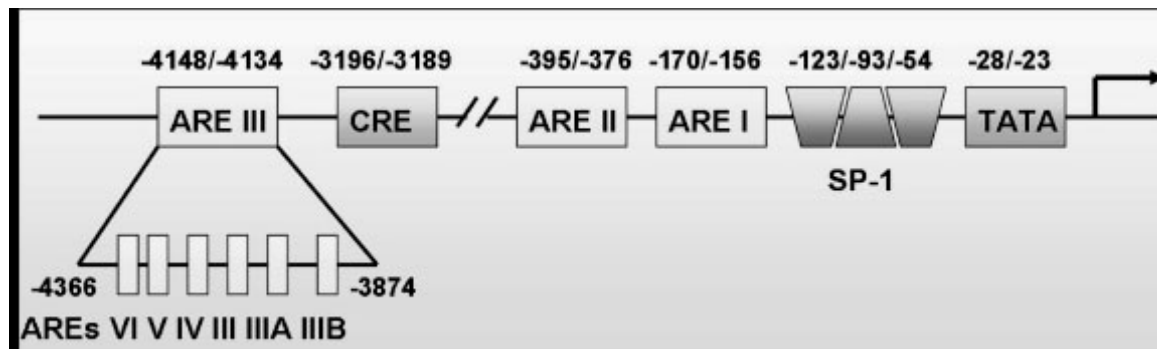 -4148/-4134 -3196/-3189 -395/-376 -170/-156 -123/-93/-54 -28/-23
ARE III CRE ARE II ARE I TATA
SP-1
-4366 -3874
AREs VI V IV III IIIA IIIB